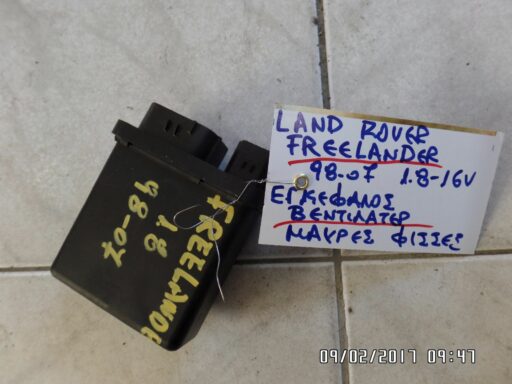 LAND ROVER
FREELANDER
98-07 1.8-16V
ΕΓΚΕΦΑΛΟΣ
ΒΕΝΤΙΛΑΤΕΡ
ΜΑΥΡΕΣ ΦΙΣΣΕΣ
98-07
1.8
FREELANDE
09/02/2017 09:47